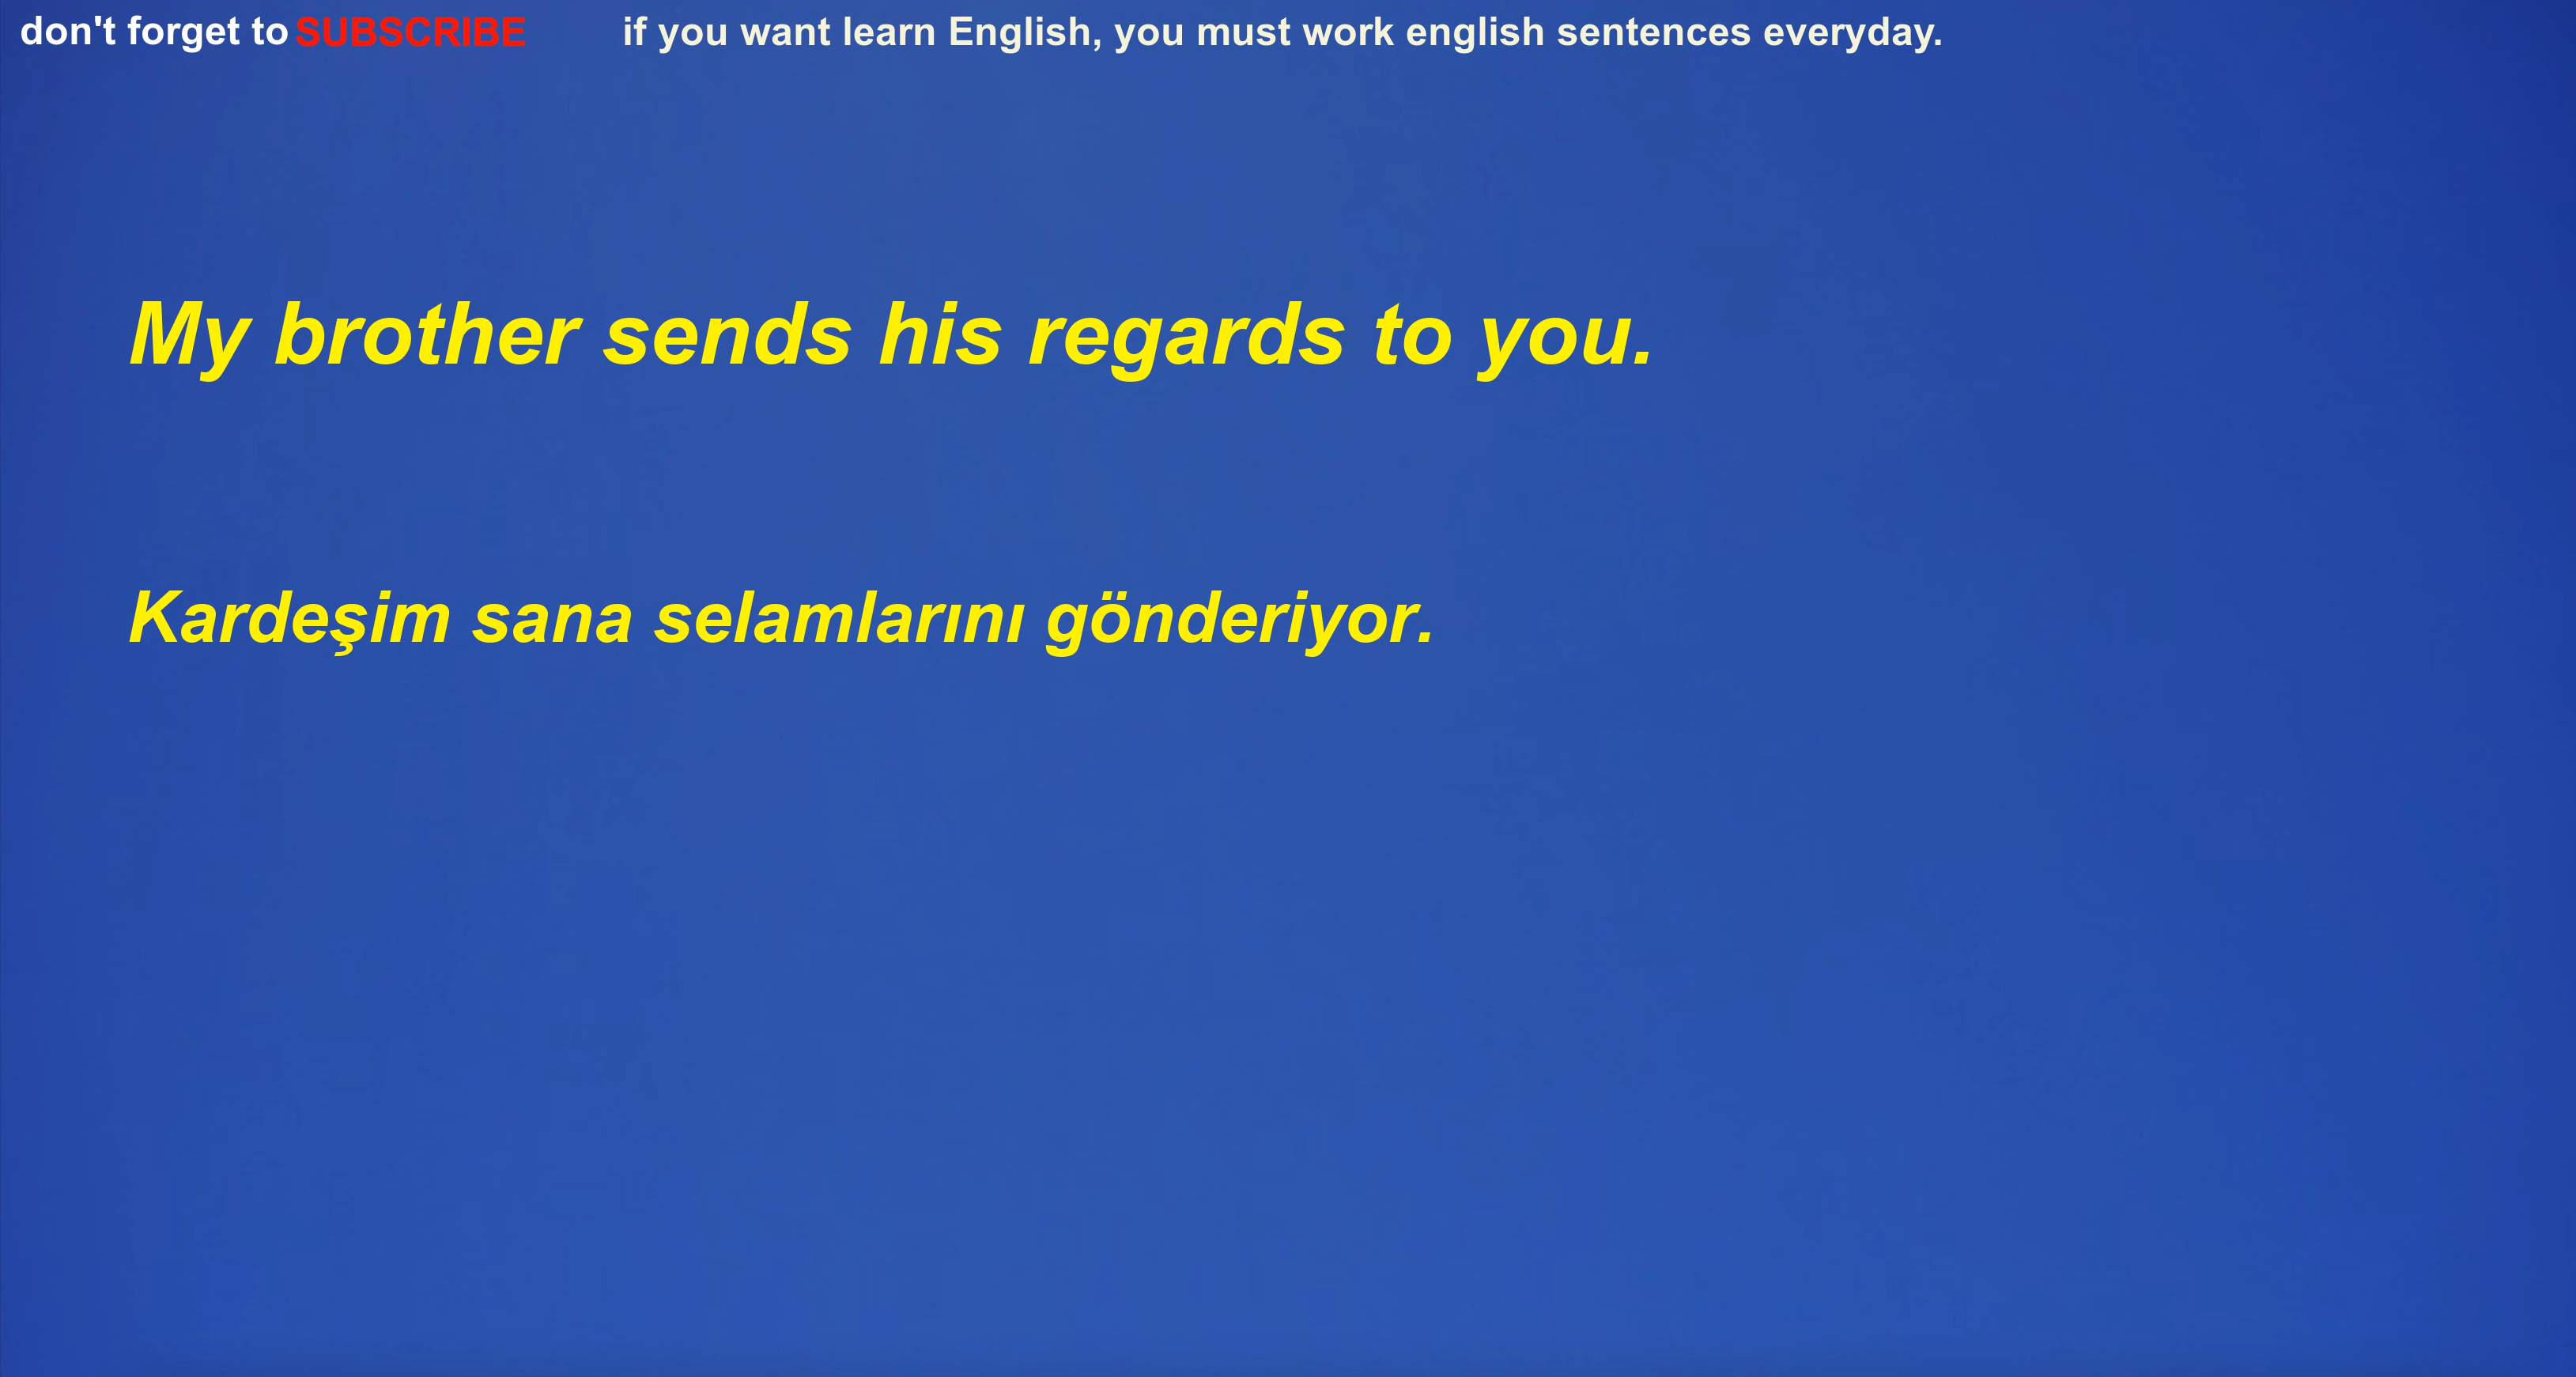 don't forget to SUBSCRIBE if you want learn English, you must work english sentences everyday.
My brother sends his regards to you.
Kardeşim sana selamlarını gönderiyor.